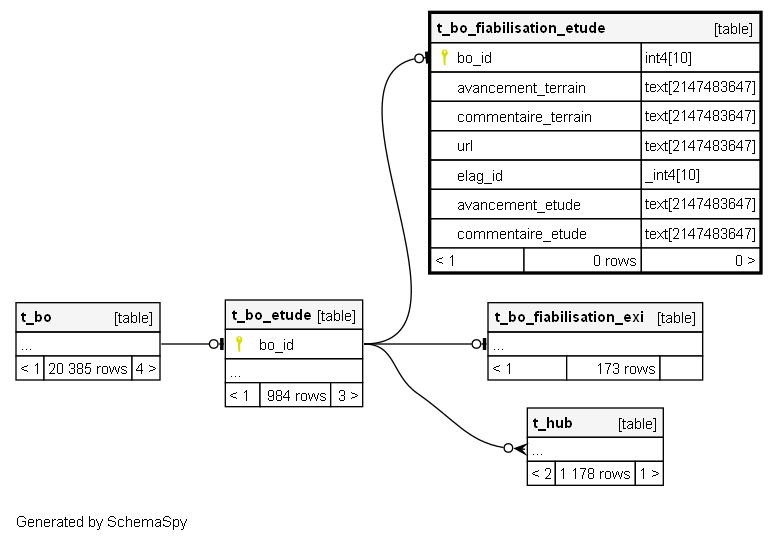 t_bo_fiabilisation_etude [table]
bo_id int4[10]
avancement_terrain text[2147483647]
commentaire_terrain text[2147483647]
url text[2147483647]
elag_id _int4[10]
avancement_etude text[2147483647]
commentaire_etude text[2147483647]
< 1 0 rows 0 >
t_bo [table]
...
< 1 20 385 rows 4 >
t_bo_etude [table]
bo_id
...
< 1 984 rows 3 >
t_bo_fiabilisation_exi [table]
...
< 1 173 rows
t_hub [table]
...
< 2 1 178 rows 1 >
Generated by SchemaSpy